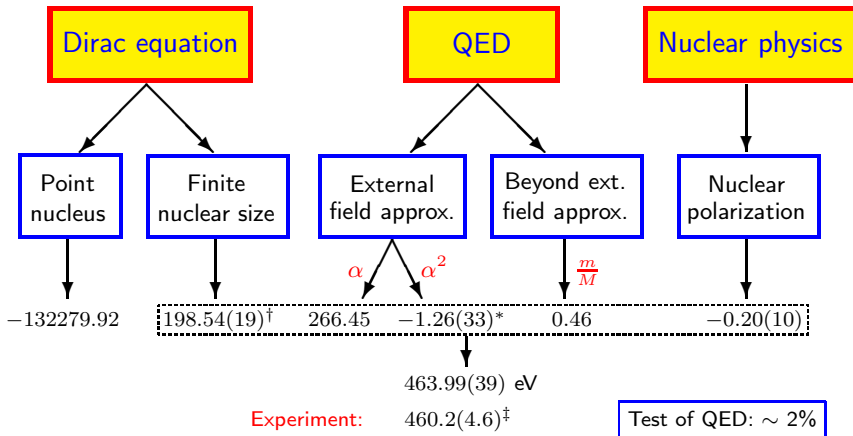 Dirac equation QED Nuclear physics
Point nucleus
Finite nuclear size
External field approx.
Beyond ext. field approx.
Nuclear polarization
α α² m/M
−132279.92 198.54(19)† 266.45 −1.26(33)* 0.46 −0.20(10)
463.99(39) eV
Experiment: 460.2(4.6)‡ Test of QED: ∼ 2%